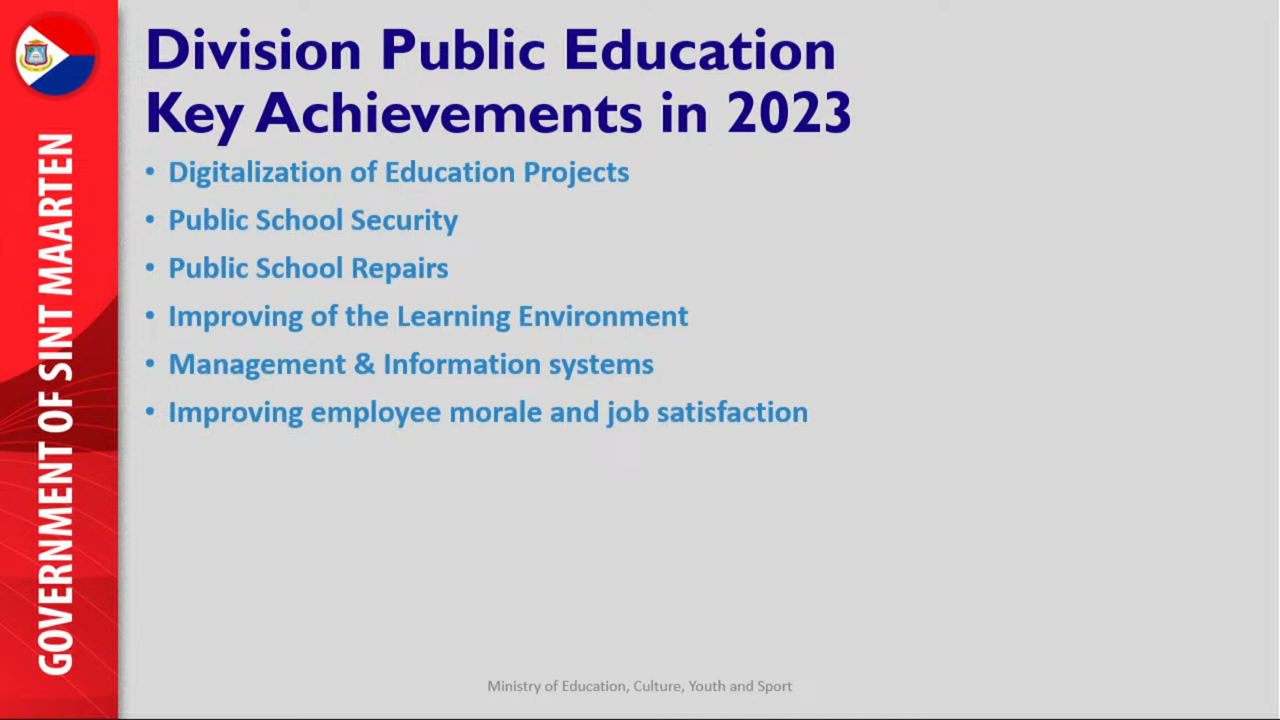 GOVERNMENT OF SINT MAARTEN
Division Public Education
Key Achievements in 2023
• Digitalization of Education Projects
• Public School Security
• Public School Repairs
• Improving of the Learning Environment
• Management & Information systems
• Improving employee morale and job satisfaction
Ministry of Education, Culture, Youth and Sport